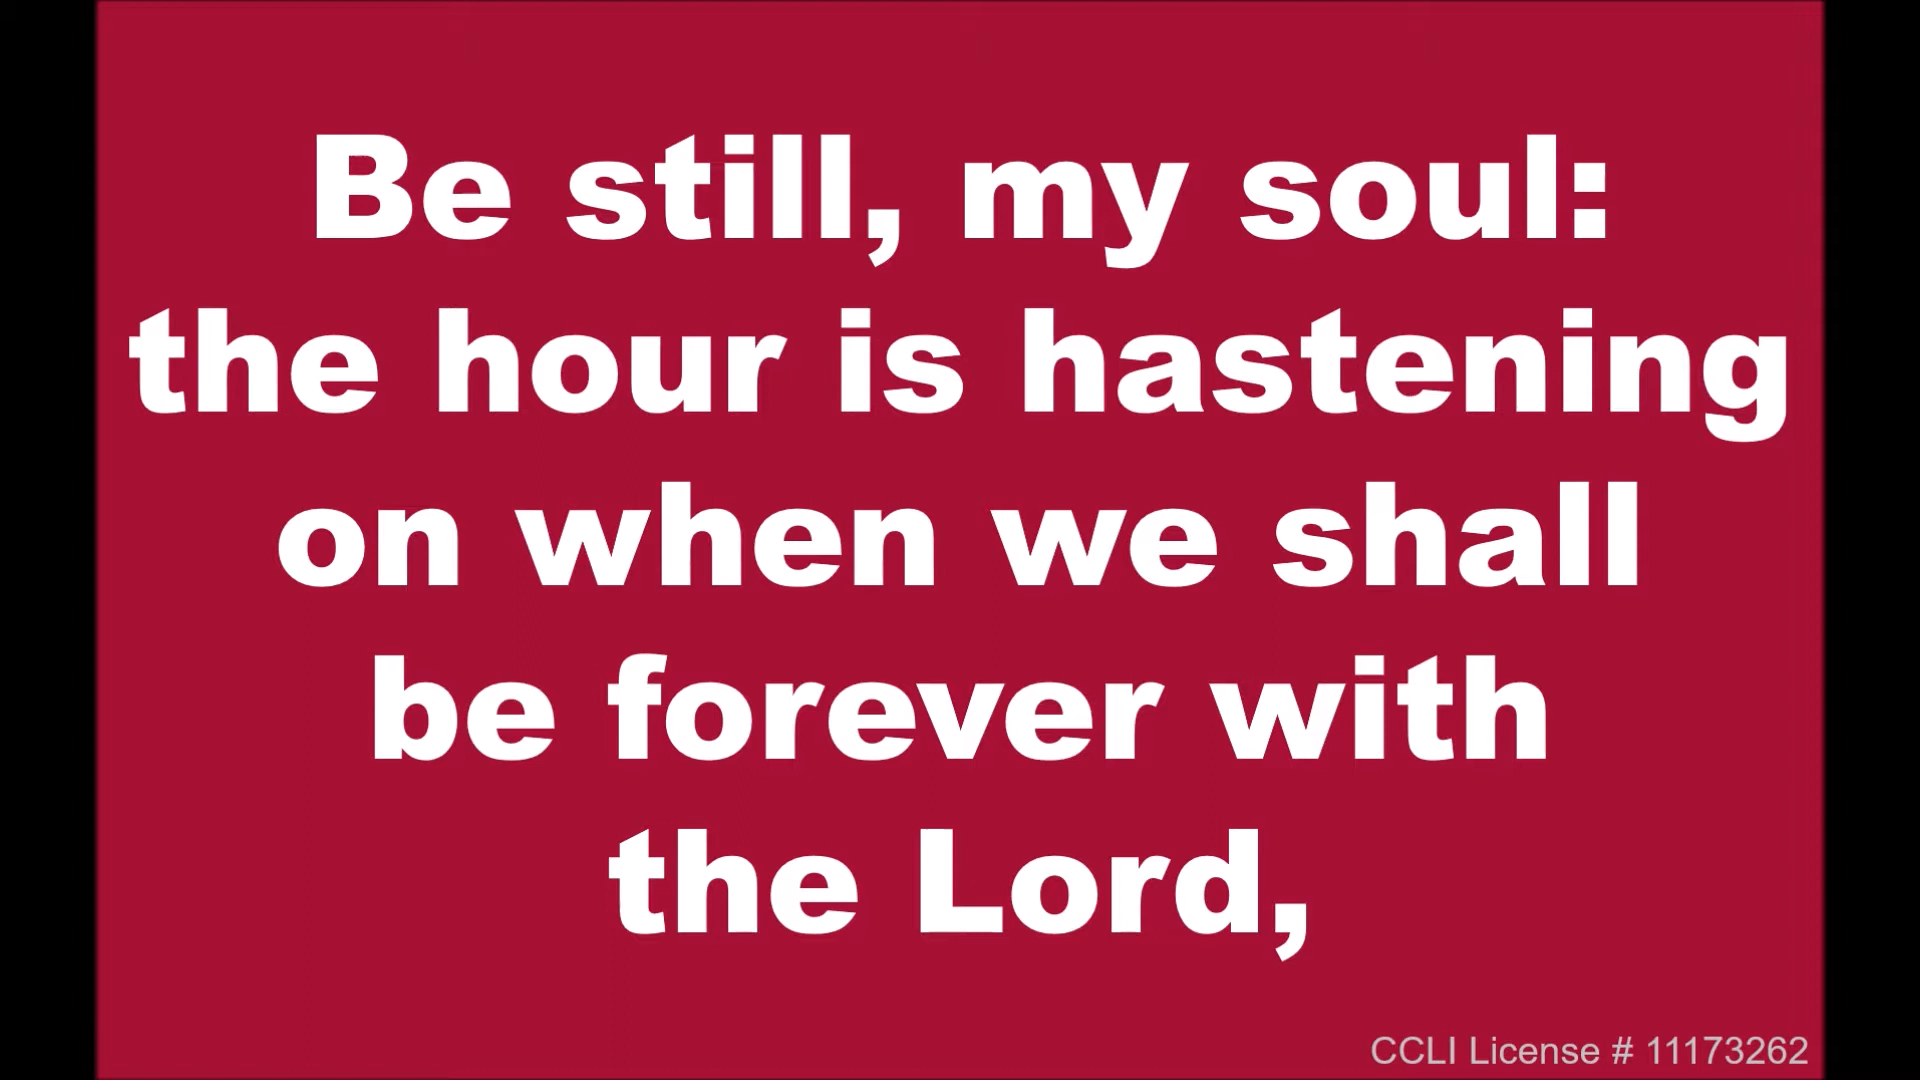 Be still, my soul:
the hour is hastening
on when we shall
be forever with
the Lord,
CCLI License # 11173262